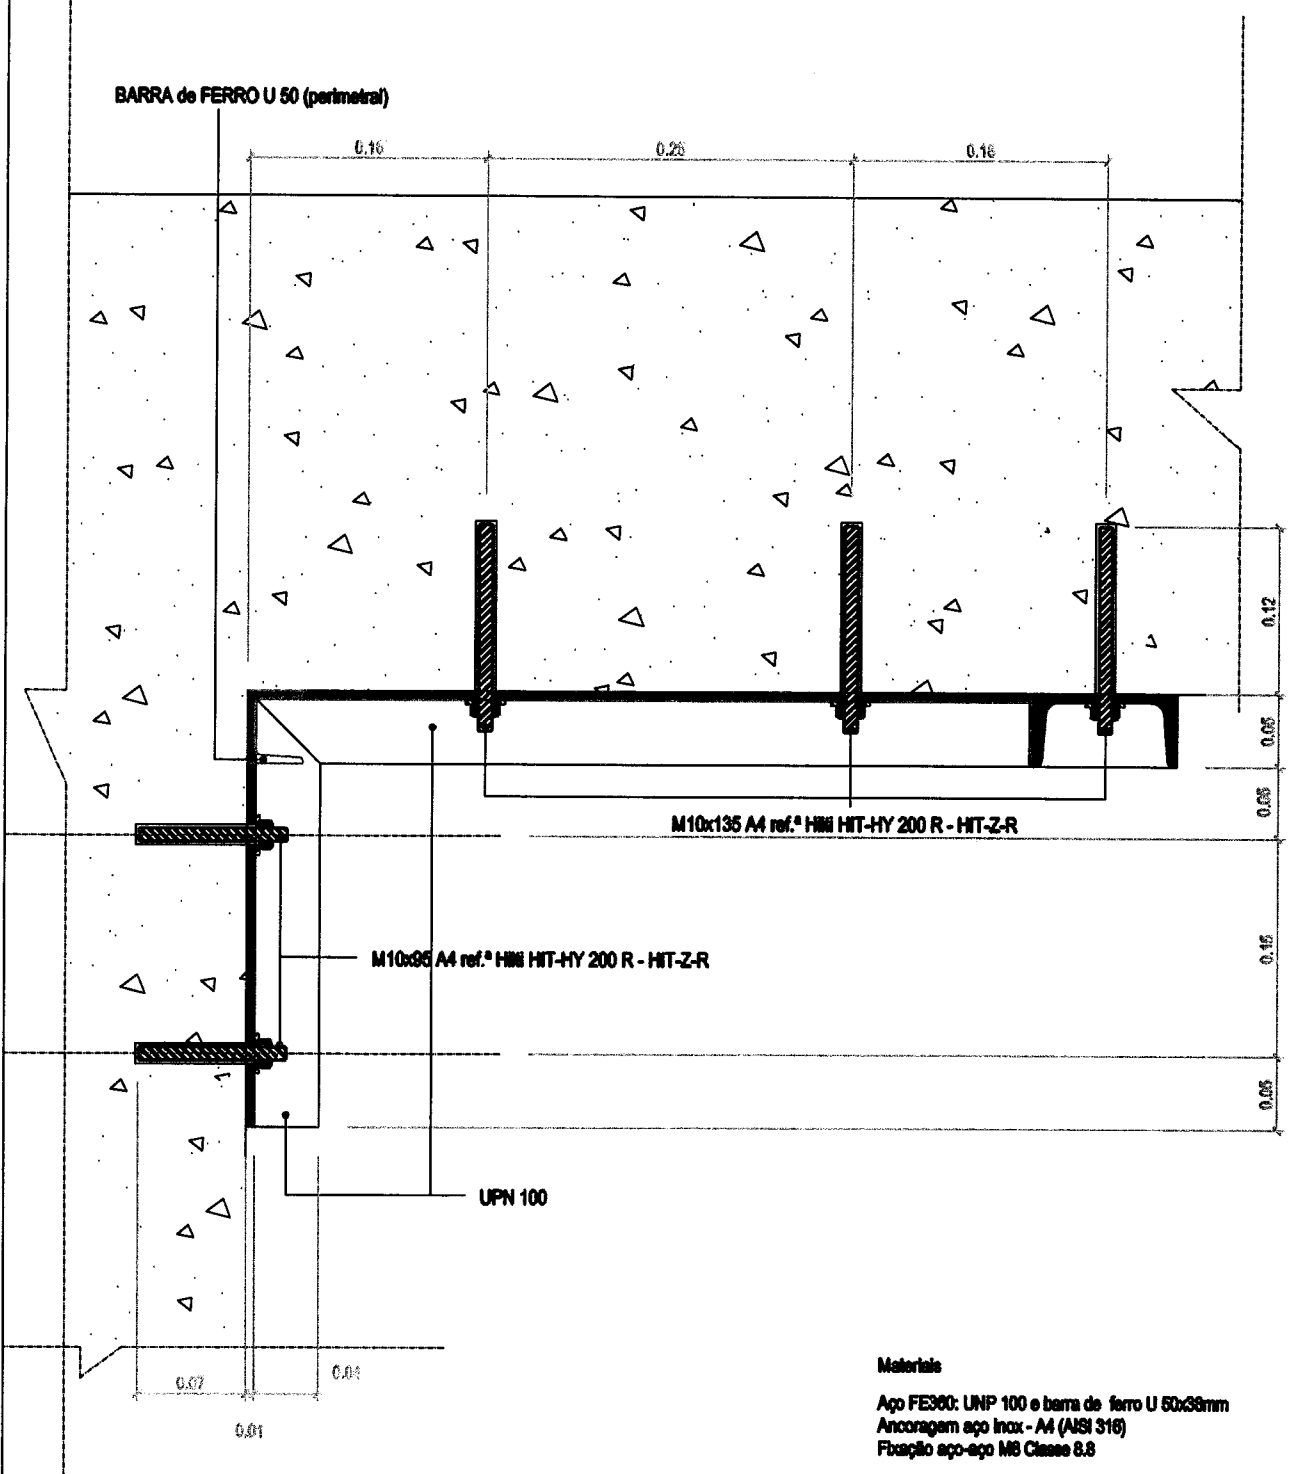 BARRA de FERRO U 50 (perimetral)
0.16
0.25
0.18
0.12
0.05
0.05
M10x135 A4 ref.ª Hilti HIT-HY 200 R - HIT-Z-R
0.15
M10x95 A4 ref.ª Hilti HIT-HY 200 R - HIT-Z-R
0.05
UPN 100
0.07
0.04
0.01
Materiais
Aço FE360: UNP 100 e barra de ferro U 50x38mm
Ancoragem aço inox - A4 (AISI 316)
Fixação aço-aço M8 Classe 8.8